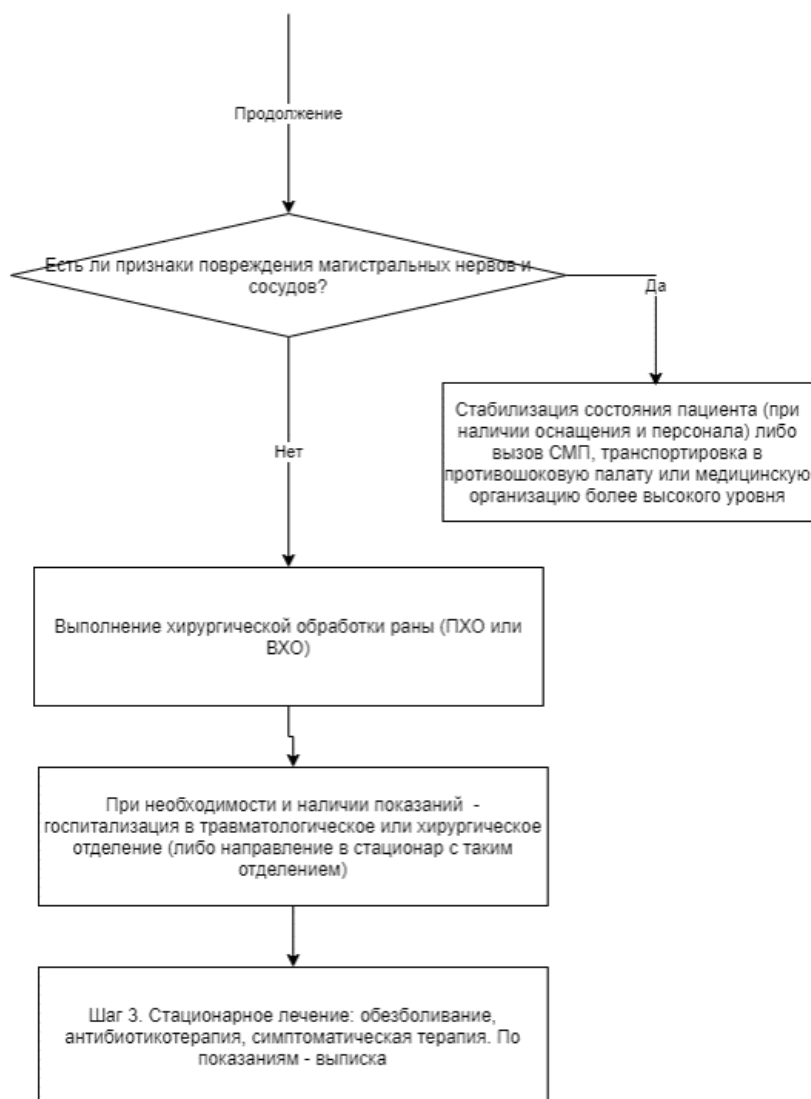 Продолжение
Есть ли признаки повреждения магистральных нервов и
сосудов?
Да
Стабилизация состояния пациента (при
наличии оснащения и персонала) либо
вызов СМП, транспортировка в
противошоковую палату или медицинскую
организацию более высокого уровня
Нет
Выполнение хирургической обработки раны (ПХО или
ВХО)
При необходимости и наличии показаний -
госпитализация в травматологическое или хирургическое
отделение (либо направление в стационар с таким
отделением)
Шаг 3. Стационарное лечение: обезболивание,
антибиотикотерапия, симптоматическая терапия. По
показаниям - выписка